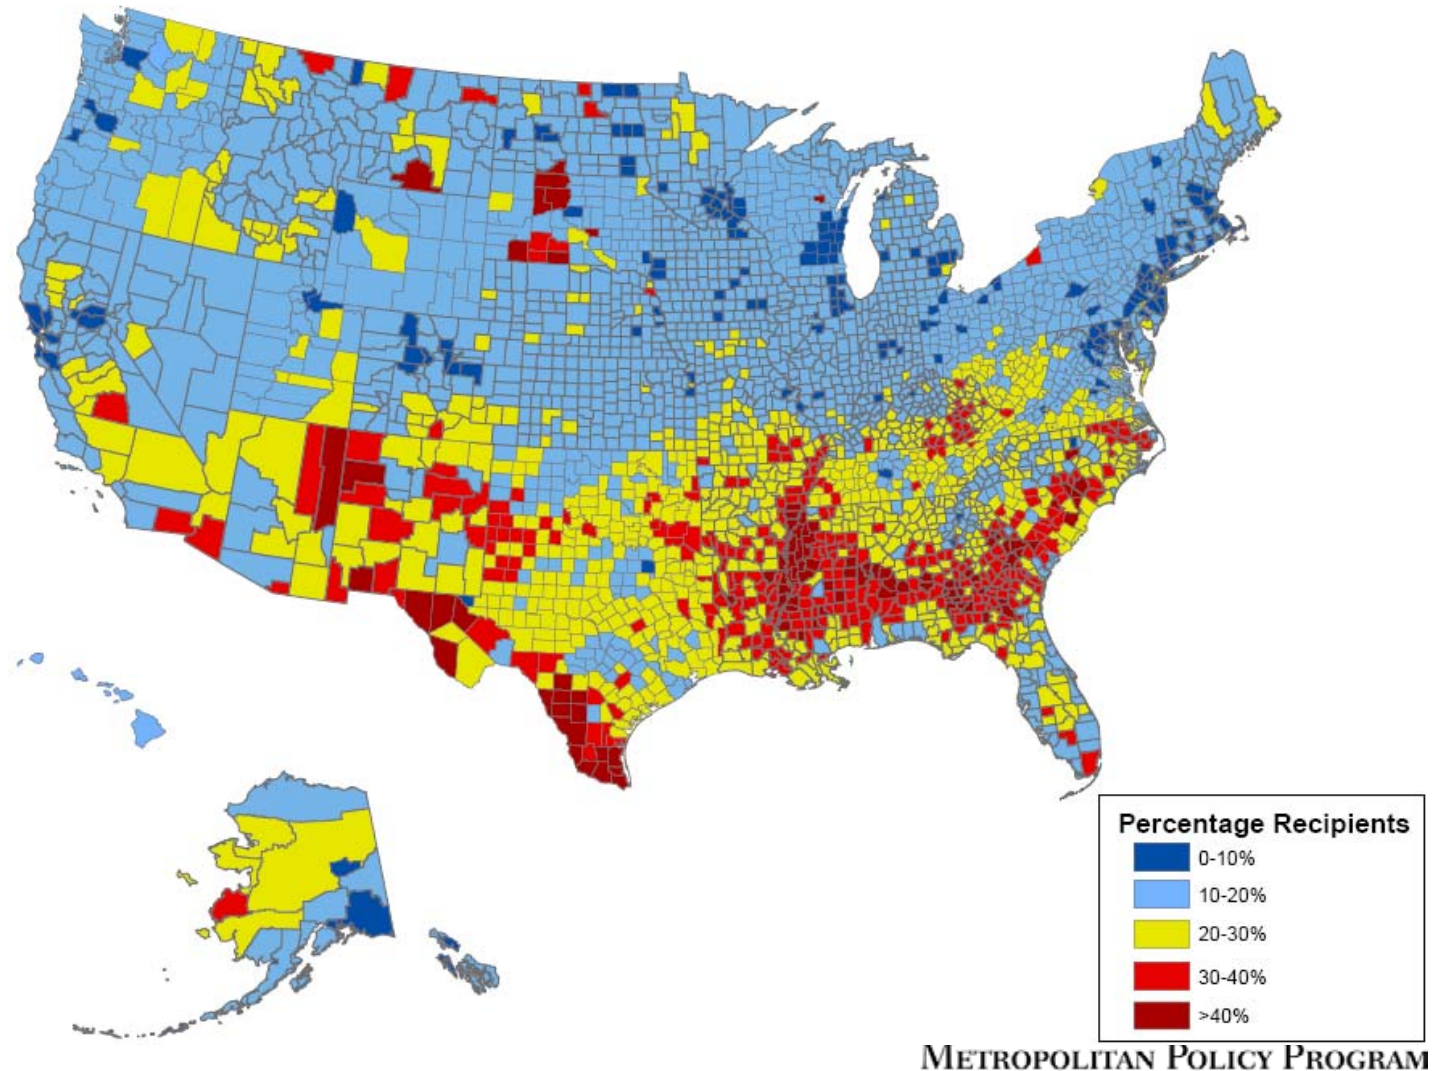 Percentage Recipients
0-10%
10-20%
20-30%
30-40%
>40%
METROPOLITAN POLICY PROGRAM